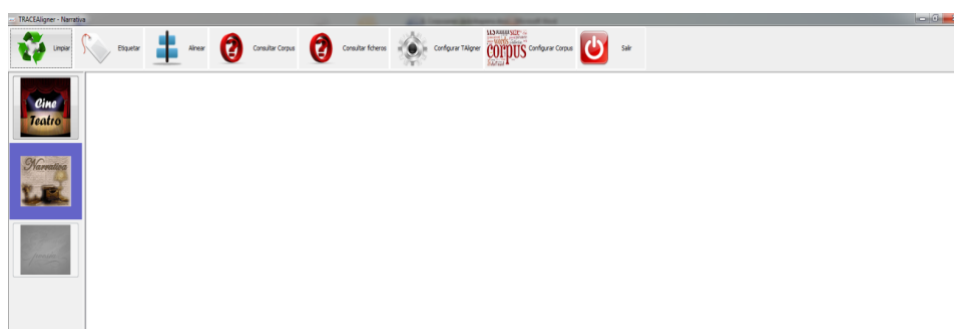 TRACEAligner - Narrativa
Limpiar
Etiquetar
Alinear
Consultar Corpus
Consultar ficheros
Configurar TAligner
corpus
Configurar Corpus
Salir
Cine
Teatro
Narrativa